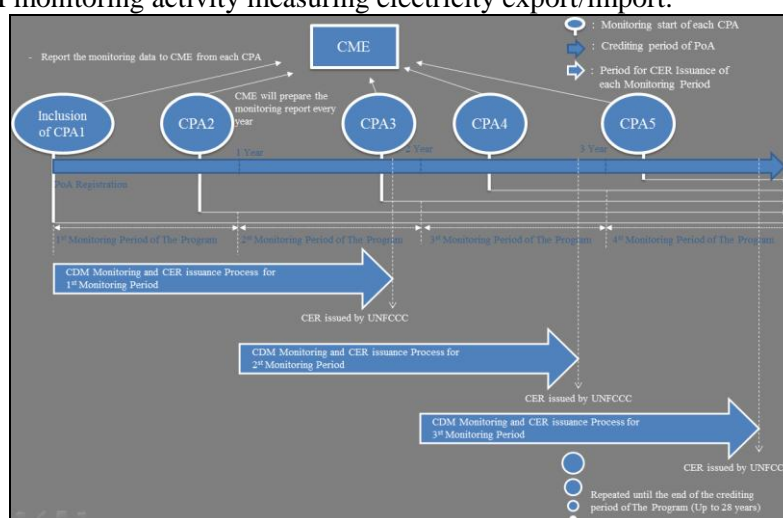 monitoring activity measuring electricity export/import.
CME
: Monitoring start of each CPA
: Crediting period of PoA
: Period for CER Issuance of
each Monitoring Period
- Report the monitoring data to CME from each CPA
CME will prepare the
monitoring report every
year
Inclusion
of CPA1
CPA2
CPA3
CPA4
CPA5
1 Year
2 Year
3 Year
PoA Registration
1st Monitoring Period of The Program
2st Monitoring Period of The Program
3st Monitoring Period of The Program
4st Monitoring Period of The Program
CDM Monitoring and CER issuance Process for
1st Monitoring Period
CER issued by UNFCCC
CDM Monitoring and CER issuance Process for
2st Monitoring Period
CER issued by UNFCCC
CDM Monitoring and CER issuance Process for
3st Monitoring Period
CER issued by UNFCC
Repeated until the end of the crediting
period of The Program (Up to 28 years)